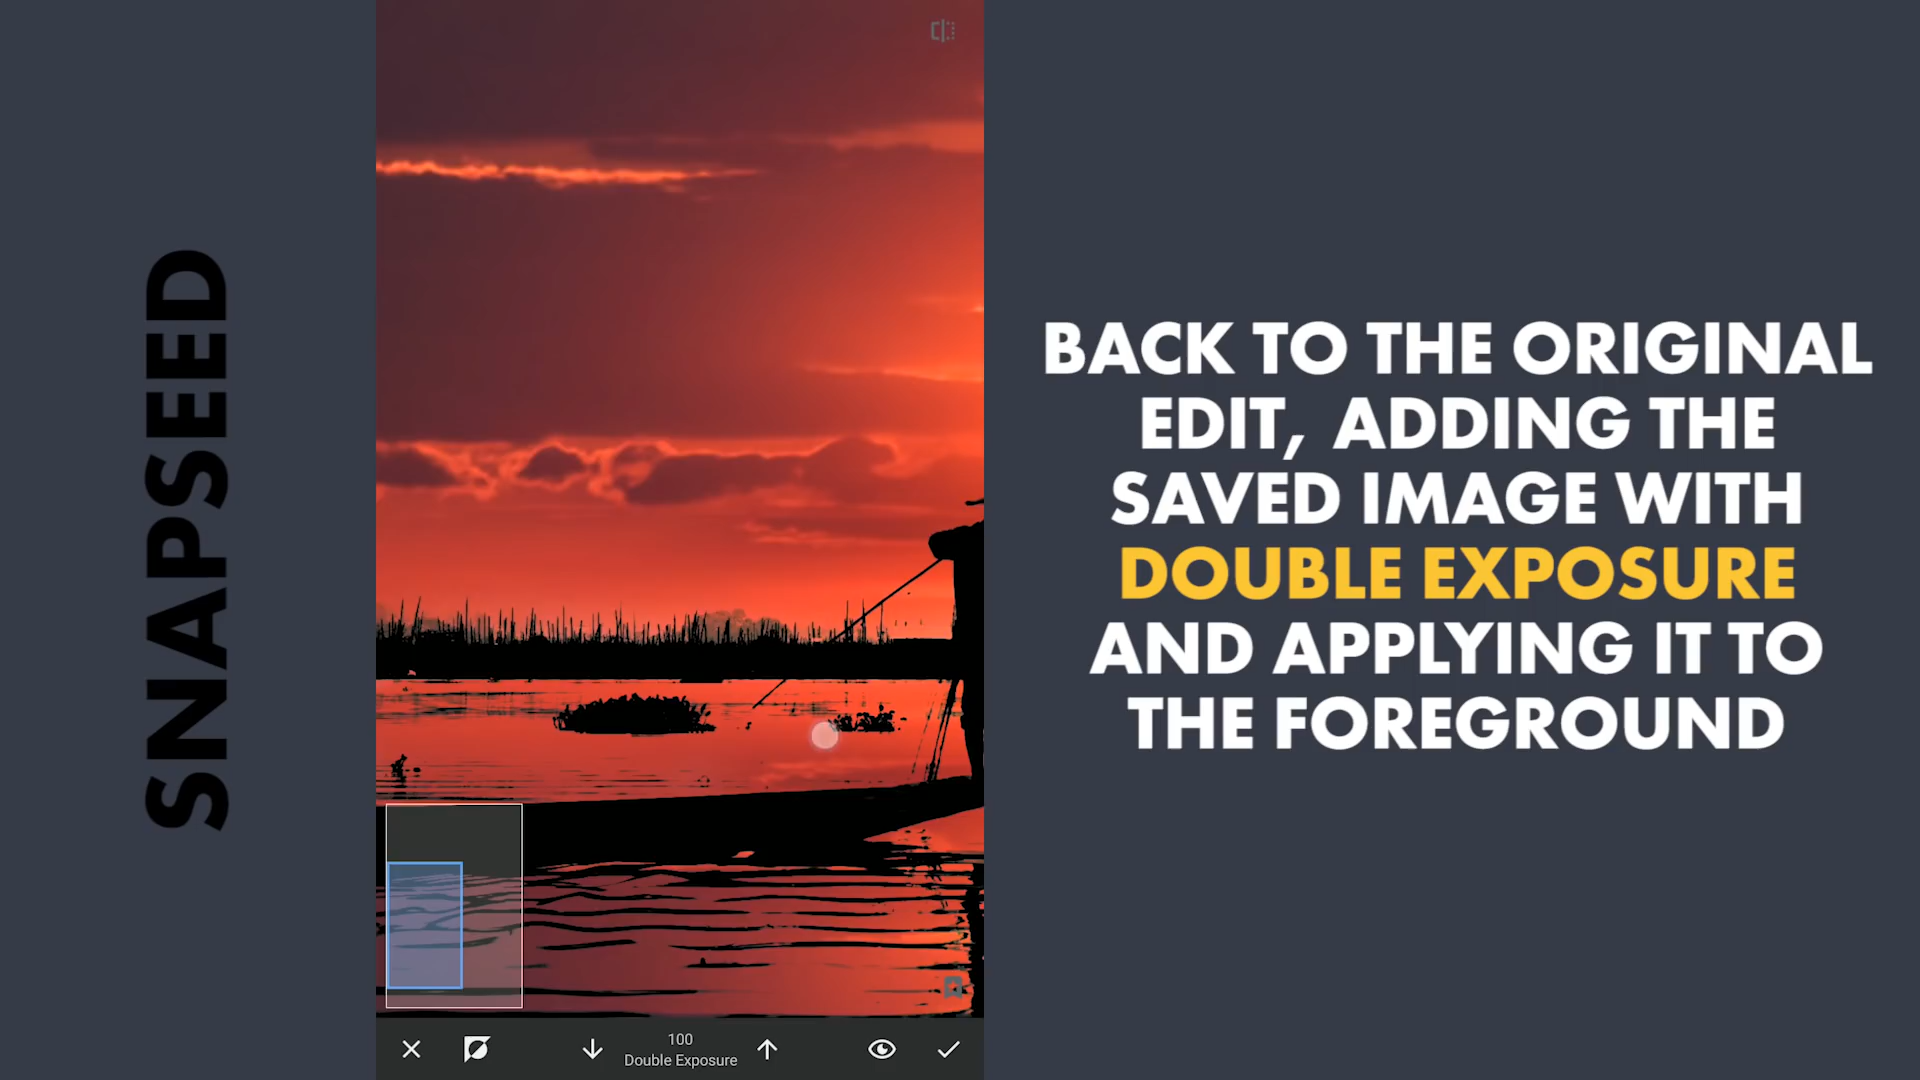 SNAPSEED
BACK TO THE ORIGINAL
EDIT, ADDING THE
SAVED IMAGE WITH
DOUBLE EXPOSURE
AND APPLYING IT TO
THE FOREGROUND
100
Double Exposure